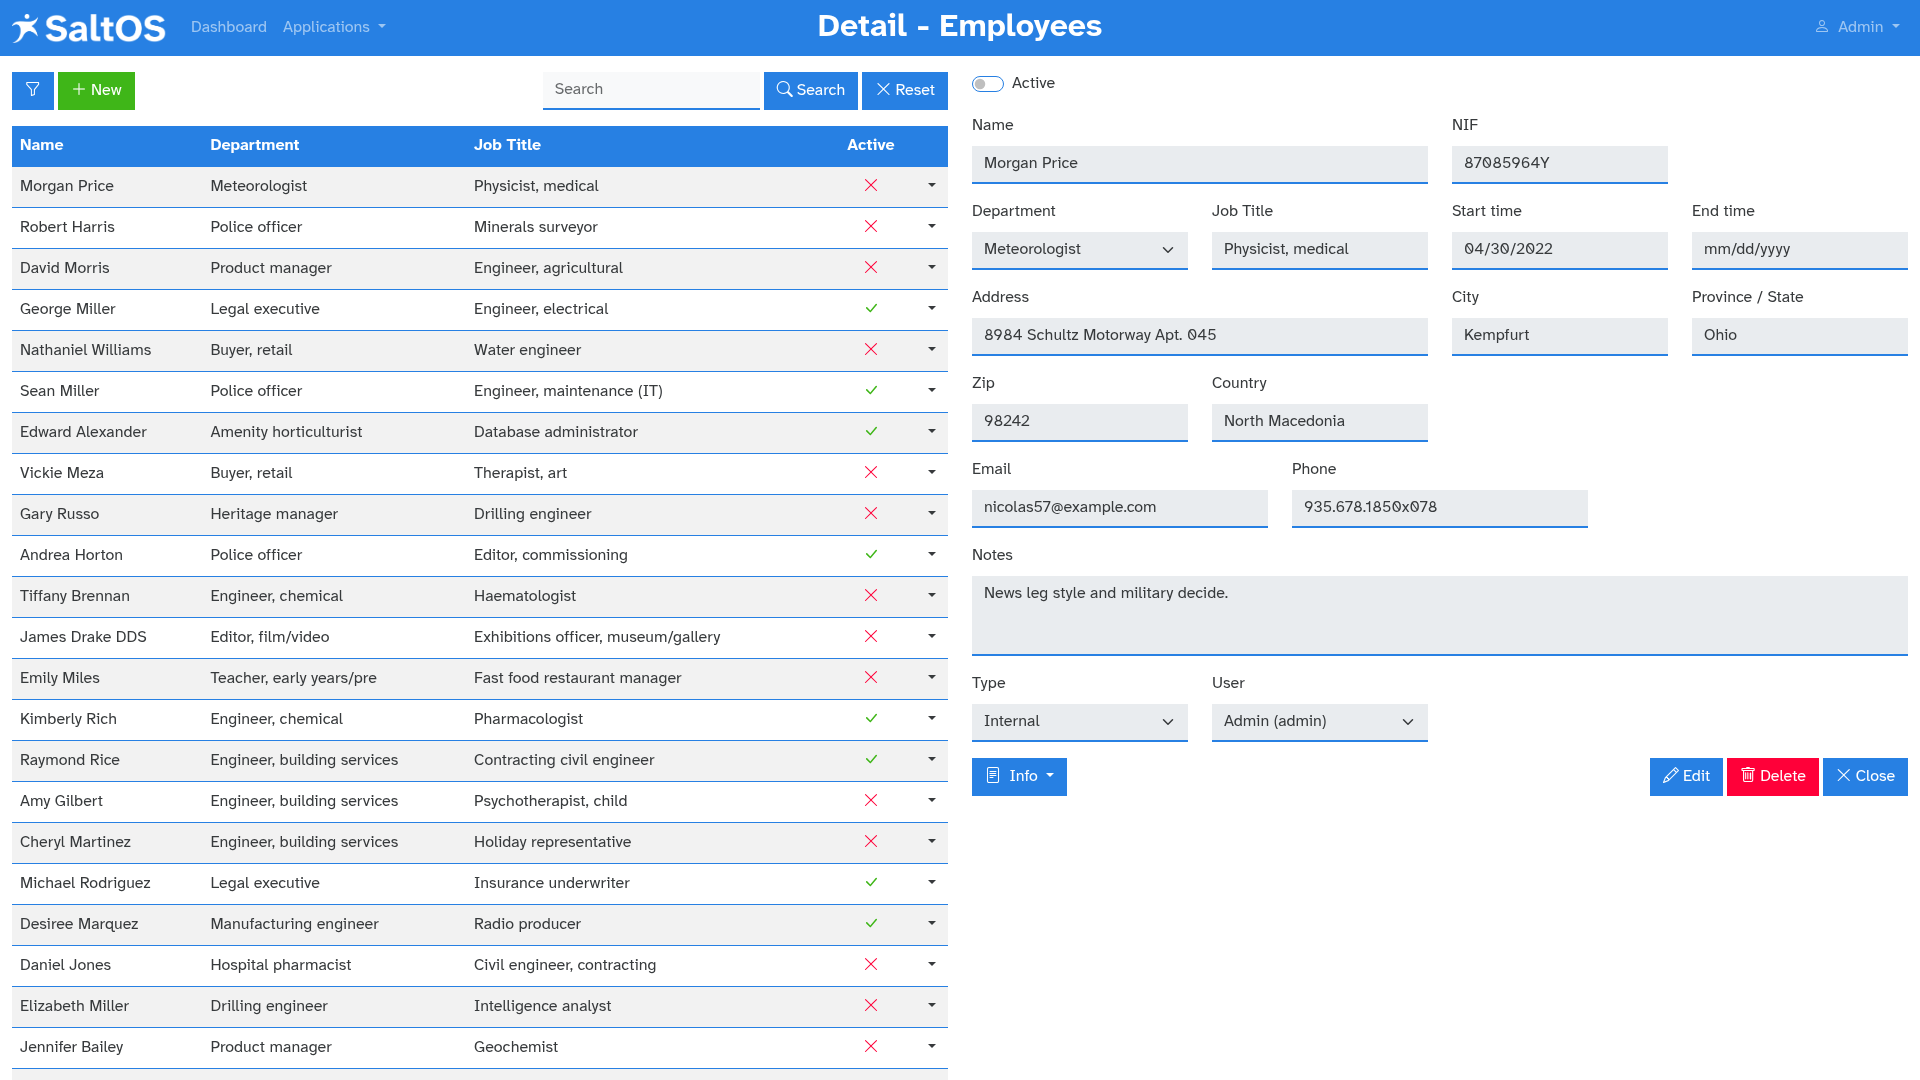 SaltOS Dashboard Applications Detail - Employees Admin
New Search Search Reset
Name Department Job Title Active
Morgan Price Meteorologist Physicist, medical
Robert Harris Police officer Minerals surveyor
David Morris Product manager Engineer, agricultural
George Miller Legal executive Engineer, electrical
Nathaniel Williams Buyer, retail Water engineer
Sean Miller Police officer Engineer, maintenance (IT)
Edward Alexander Amenity horticulturist Database administrator
Vickie Meza Buyer, retail Therapist, art
Gary Russo Heritage manager Drilling engineer
Andrea Horton Police officer Editor, commissioning
Tiffany Brennan Engineer, chemical Haematologist
James Drake DDS Editor, film/video Exhibitions officer, museum/gallery
Emily Miles Teacher, early years/pre Fast food restaurant manager
Kimberly Rich Engineer, chemical Pharmacologist
Raymond Rice Engineer, building services Contracting civil engineer
Amy Gilbert Engineer, building services Psychotherapist, child
Cheryl Martinez Engineer, building services Holiday representative
Michael Rodriguez Legal executive Insurance underwriter
Desiree Marquez Manufacturing engineer Radio producer
Daniel Jones Hospital pharmacist Civil engineer, contracting
Elizabeth Miller Drilling engineer Intelligence analyst
Jennifer Bailey Product manager Geochemist
Active
Name NIF
Morgan Price 87085964Y
Department Job Title Start time End time
Meteorologist Physicist, medical 04/30/2022 mm/dd/yyyy
Address City Province / State
8984 Schultz Motorway Apt. 045 Kempfurt Ohio
Zip Country
98242 North Macedonia
Email Phone
nicolas57@example.com 935.678.1850x078
Notes
News leg style and military decide.
Type User
Internal Admin (admin)
Info Edit Delete Close